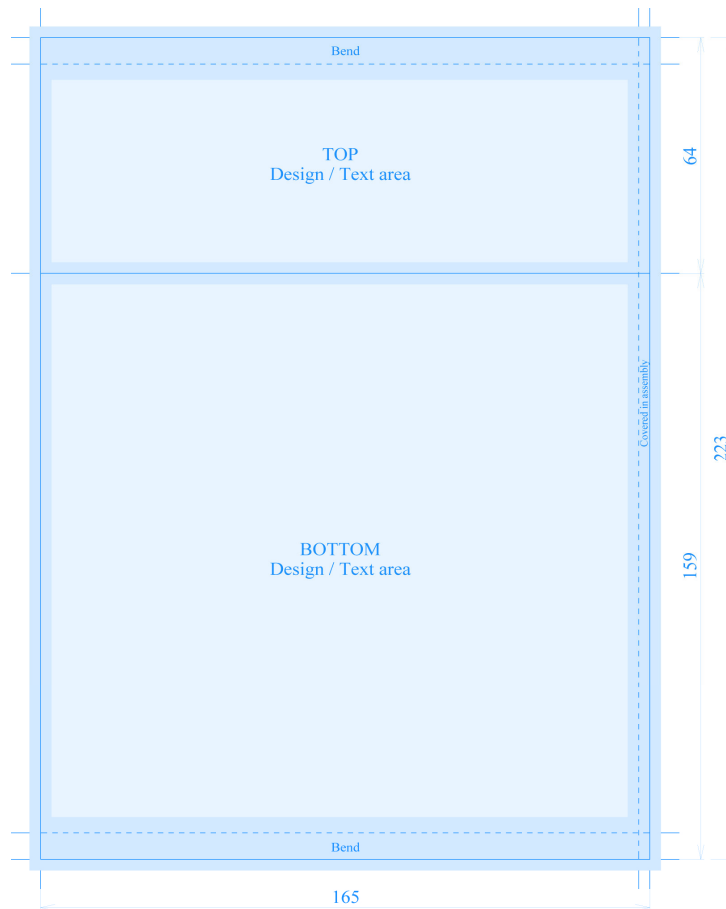 Bend
TOP
Design / Text area
64
Covered in assembly
223
BOTTOM
Design / Text area
159
Bend
165